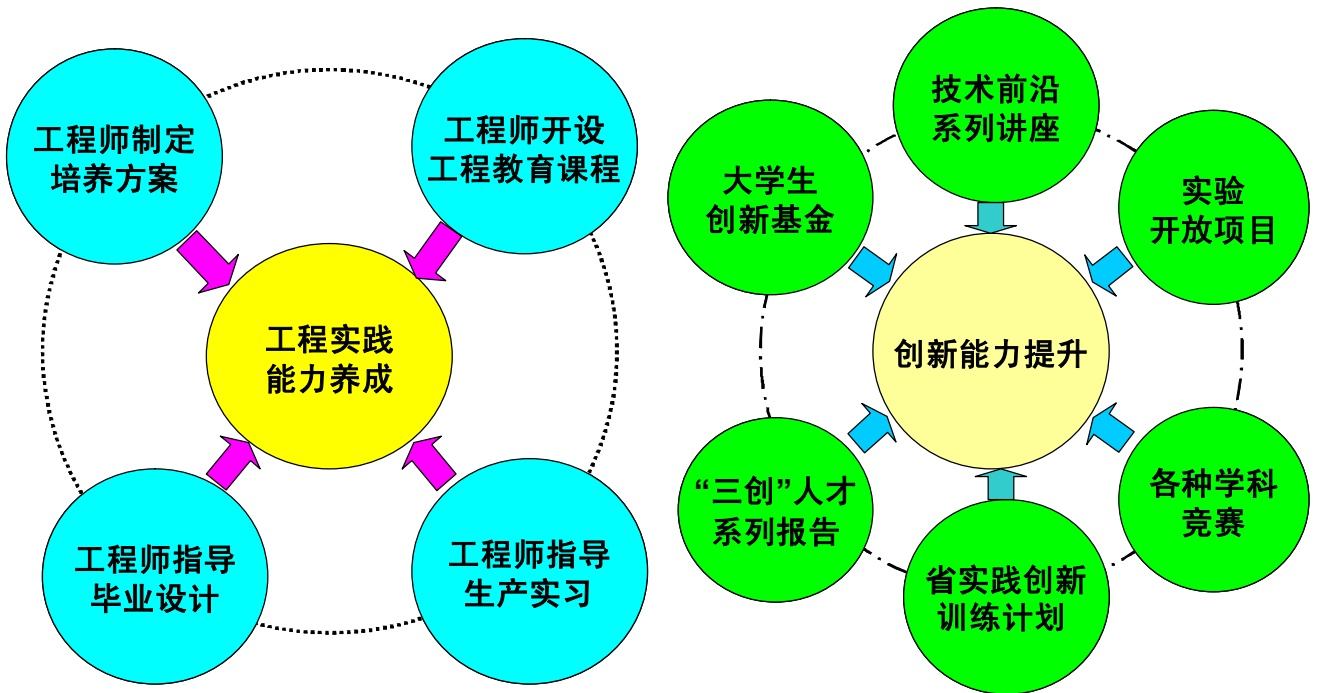 工程师制定
培养方案
工程师开设
工程教育课程
工程实践
能力养成
工程师指导
毕业设计
工程师指导
生产实习
技术前沿
系列讲座
大学生
创新基金
实验
开放项目
创新能力提升
“三创”人才
系列报告
各种学科
竞赛
省实践创新
训练计划